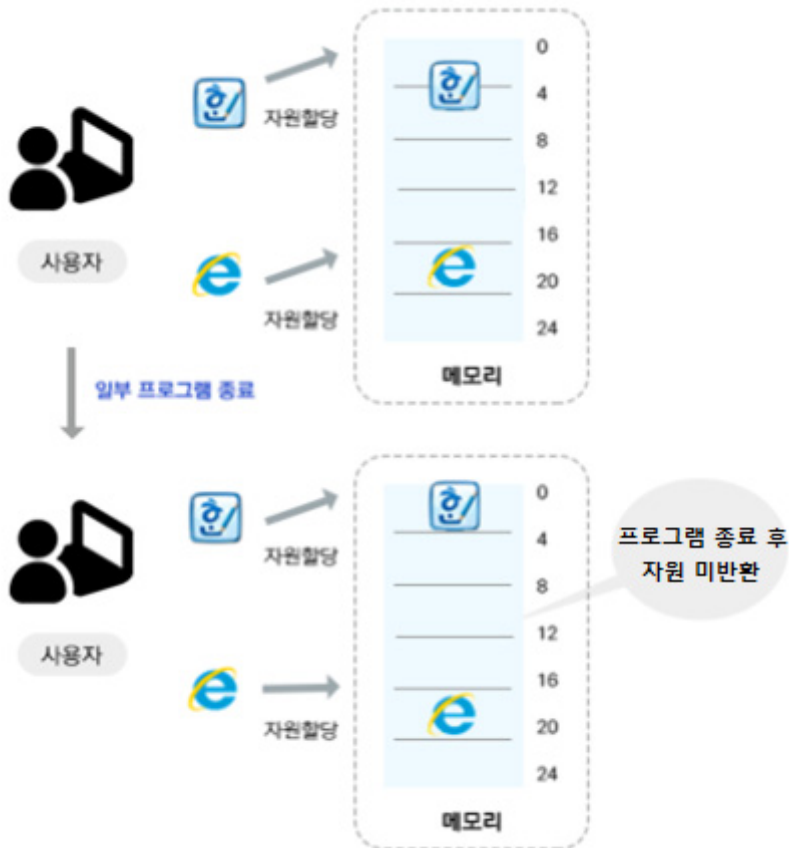 0
자원할당
4
8
12
16
사용자
20
자원할당
24
메모리
일부 프로그램 종료
0
자원할당
4
프로그램 종료 후
자원 미반환
8
12
사용자
16
자원할당
20
24
메모리